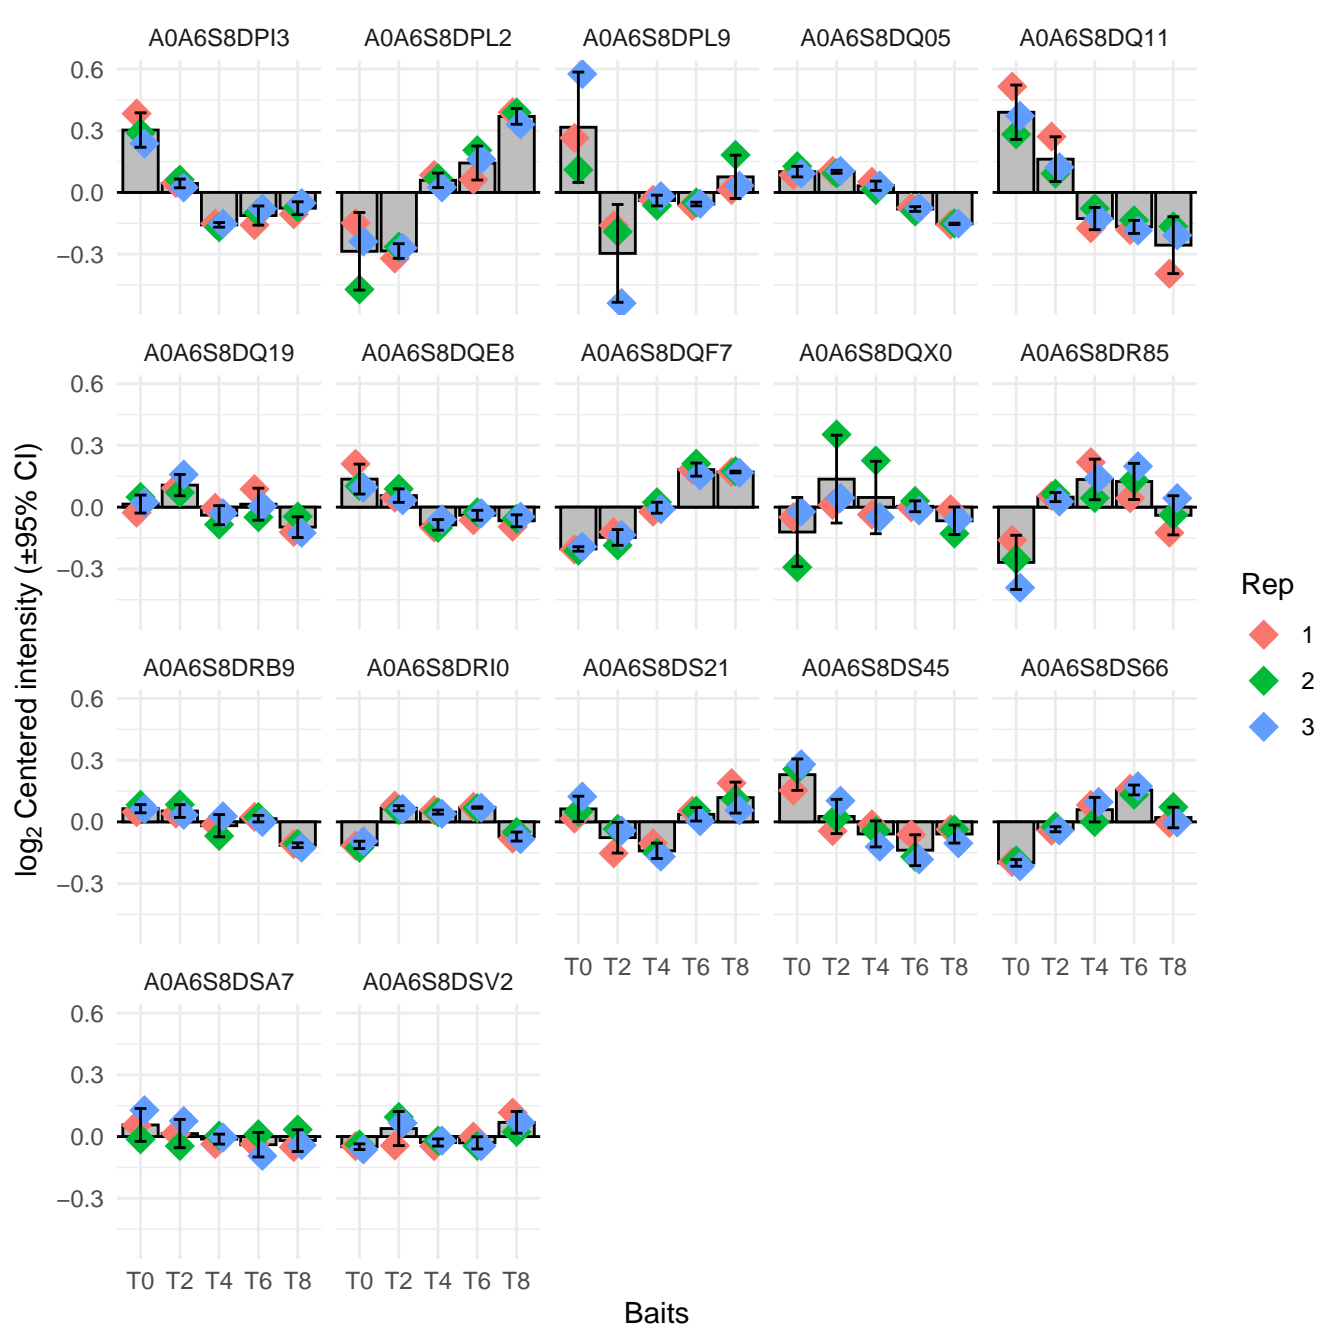 A0A6S8DPI3 A0A6S8DPL2 A0A6S8DPL9 A0A6S8DQ05 A0A6S8DQ11
0.6
0.3
0.0
−0.3
A0A6S8DQ19 A0A6S8DQE8 A0A6S8DQF7 A0A6S8DQX0 A0A6S8DR85
0.6
0.3
0.0
−0.3
A0A6S8DRB9 A0A6S8DRI0 A0A6S8DS21 A0A6S8DS45 A0A6S8DS66
0.6
0.3
0.0
−0.3
T0 T2 T4 T6 T8 T0 T2 T4 T6 T8 T0 T2 T4 T6 T8
A0A6S8DSA7 A0A6S8DSV2
0.6
0.3
0.0
−0.3
T0 T2 T4 T6 T8 T0 T2 T4 T6 T8
Baits
log₂ Centered intensity (±95% CI)
Rep
1
2
3